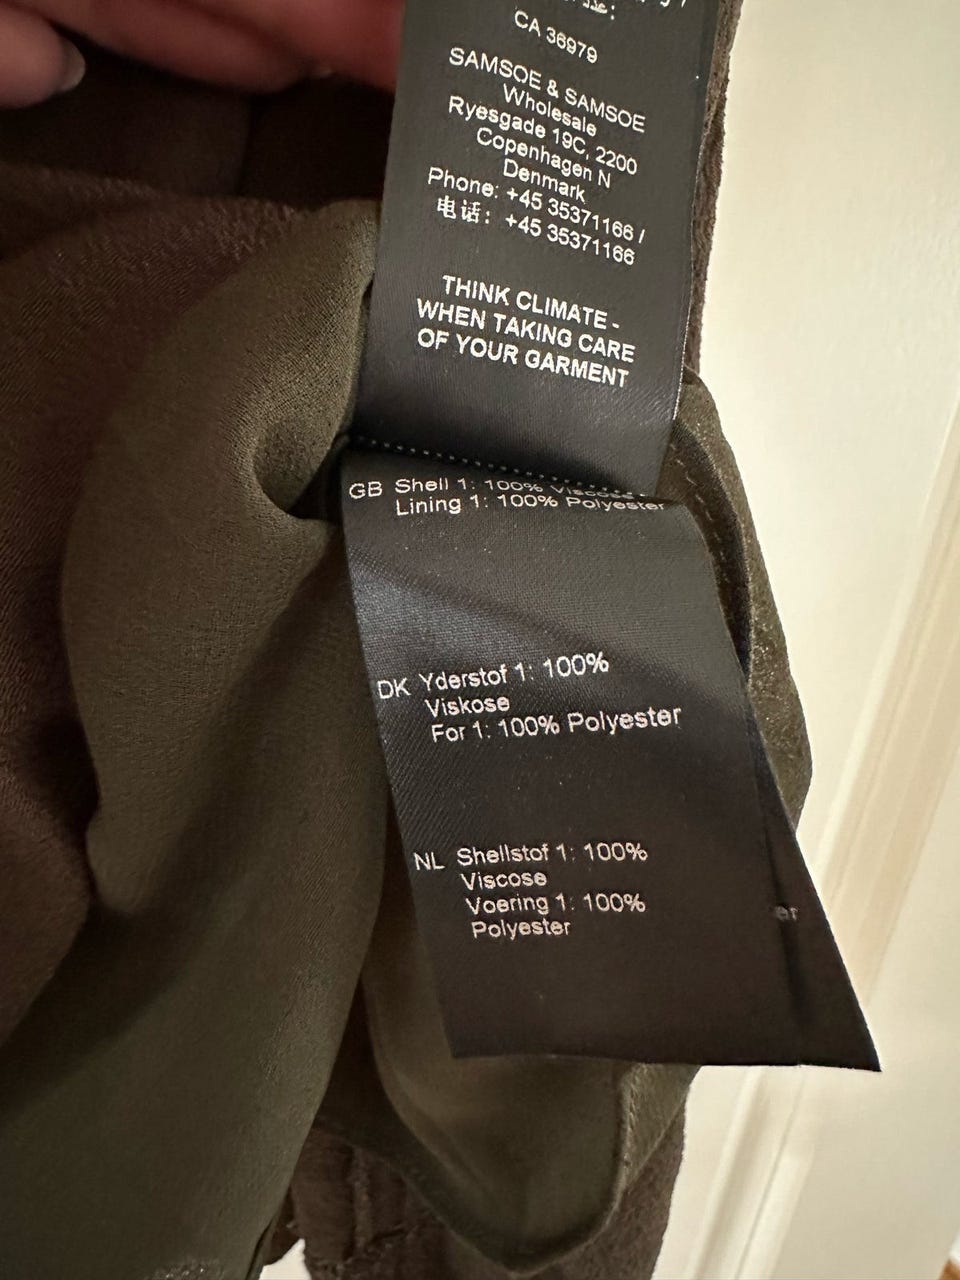 CA 36979
SAMSOE & SAMSOE
Wholesale
Ryesgade 19C, 2200
Copenhagen N
Denmark
Phone: +45 35371166 /
电话: +45 35371166
THINK CLIMATE -
WHEN TAKING CARE
OF YOUR GARMENT
GB Shell 1: 100% Viscose
Lining 1: 100% Polyester
DK Yderstof 1: 100%
Viskose
For 1: 100% Polyester
NL Shellstof 1: 100%
Viscose
Voering 1: 100%
Polyester
er